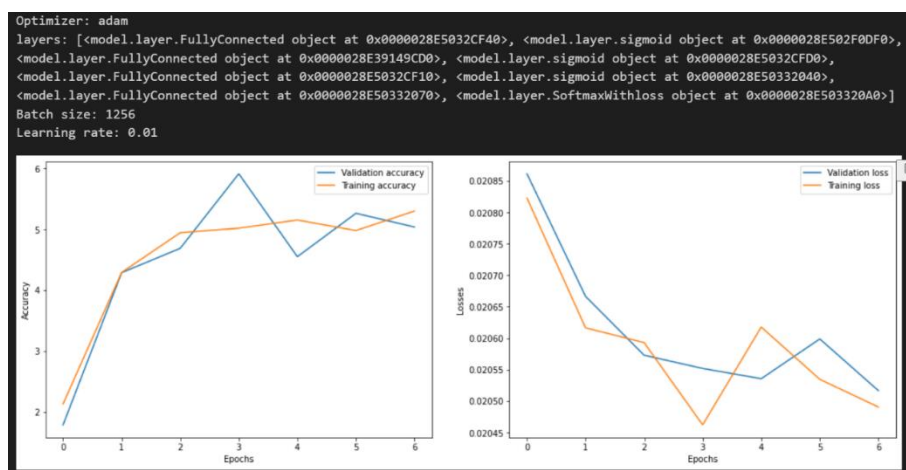 Optimizer: adam
layers: [<model.layer.FullyConnected object at 0x0000028E5032CF40>, <model.layer.sigmoid object at 0x0000028E502F0DF0>,
<model.layer.FullyConnected object at 0x0000028E39149CD0>, <model.layer.sigmoid object at 0x0000028E5032CFD0>,
<model.layer.FullyConnected object at 0x0000028E5032CF10>, <model.layer.sigmoid object at 0x0000028E50332040>,
<model.layer.FullyConnected object at 0x0000028E50332070>, <model.layer.SoftmaxWithloss object at 0x0000028E503320A0>]
Batch size: 1256
Learning rate: 0.01
Validation accuracy
Training accuracy
6
5
4
3
2
Accuracy
0 1 2 3 4 5 6
Epochs
Validation loss
Training loss
0.02085
0.02080
0.02075
0.02070
0.02065
0.02060
0.02055
0.02050
0.02045
Losses
0 1 2 3 4 5 6
Epochs